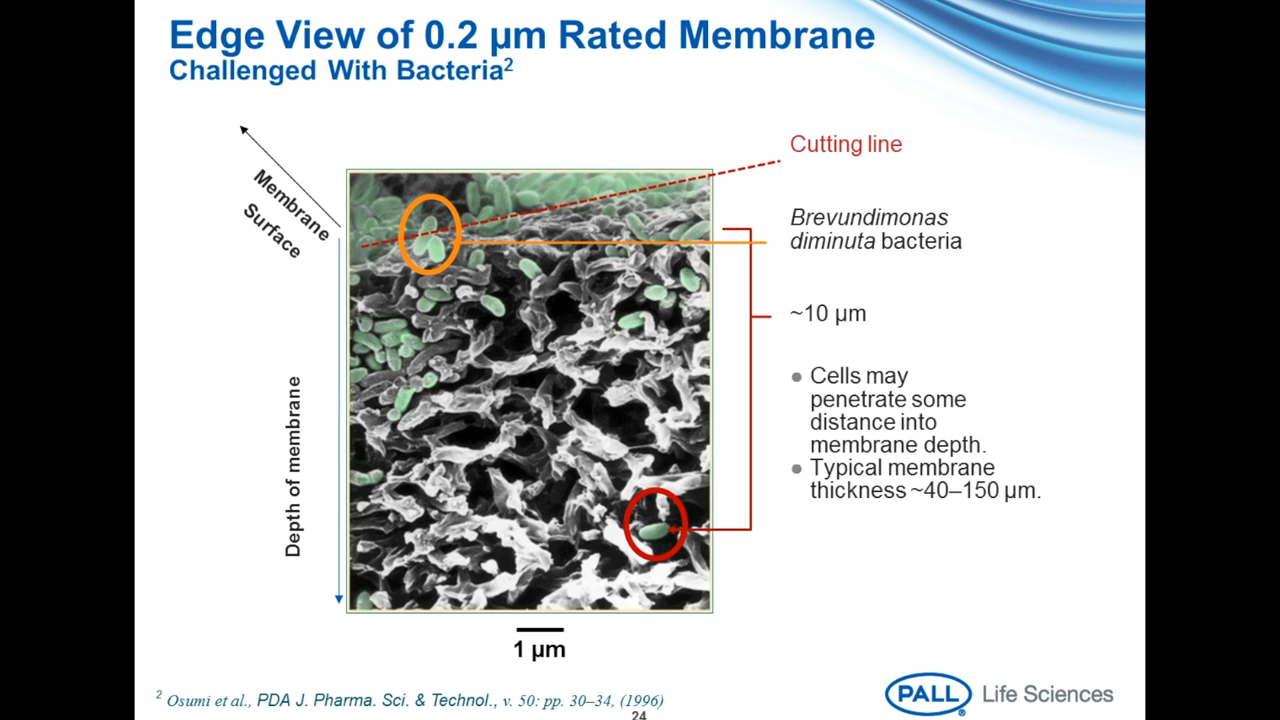 Edge View of 0.2 µm Rated Membrane
Challenged With Bacteria2
Membrane
Surface
Depth of membrane
Cutting line
Brevundimonas
diminuta bacteria
~10 µm
● Cells may
penetrate some
distance into
membrane depth.
● Typical membrane
thickness ~40–150 µm.
1 µm
2 Osumi et al., PDA J. Pharma. Sci. & Technol., v. 50: pp. 30–34, (1996)
24
PALL® Life Sciences